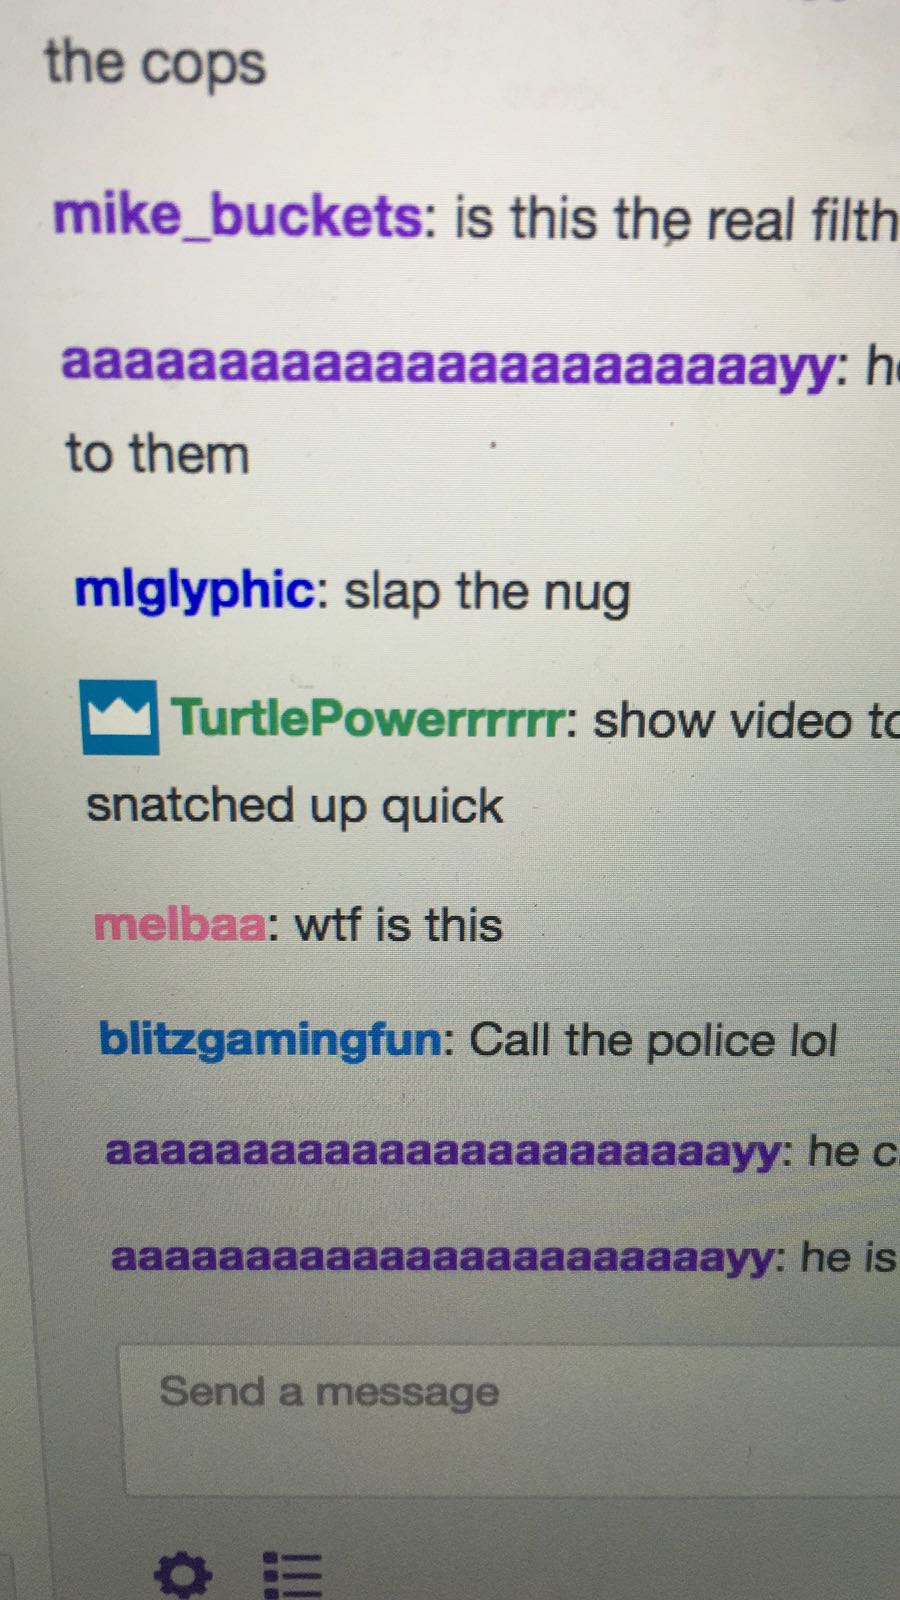 the cops
mike_buckets: is this the real filth
aaaaaaaaaaaaaaaaaaaaaaayy:
to them
mlglyphic: slap the nug
TurtlePowerrrrrr: show video
snatched up quick
melbaa: wtf is this
blitzgamingfun: Call the police lol
aaaaaaaaaaaaaaaaaaaaaaayy: he
aaaaaaaaaaaaaaaaaaaaaaayy: he is
Send a message